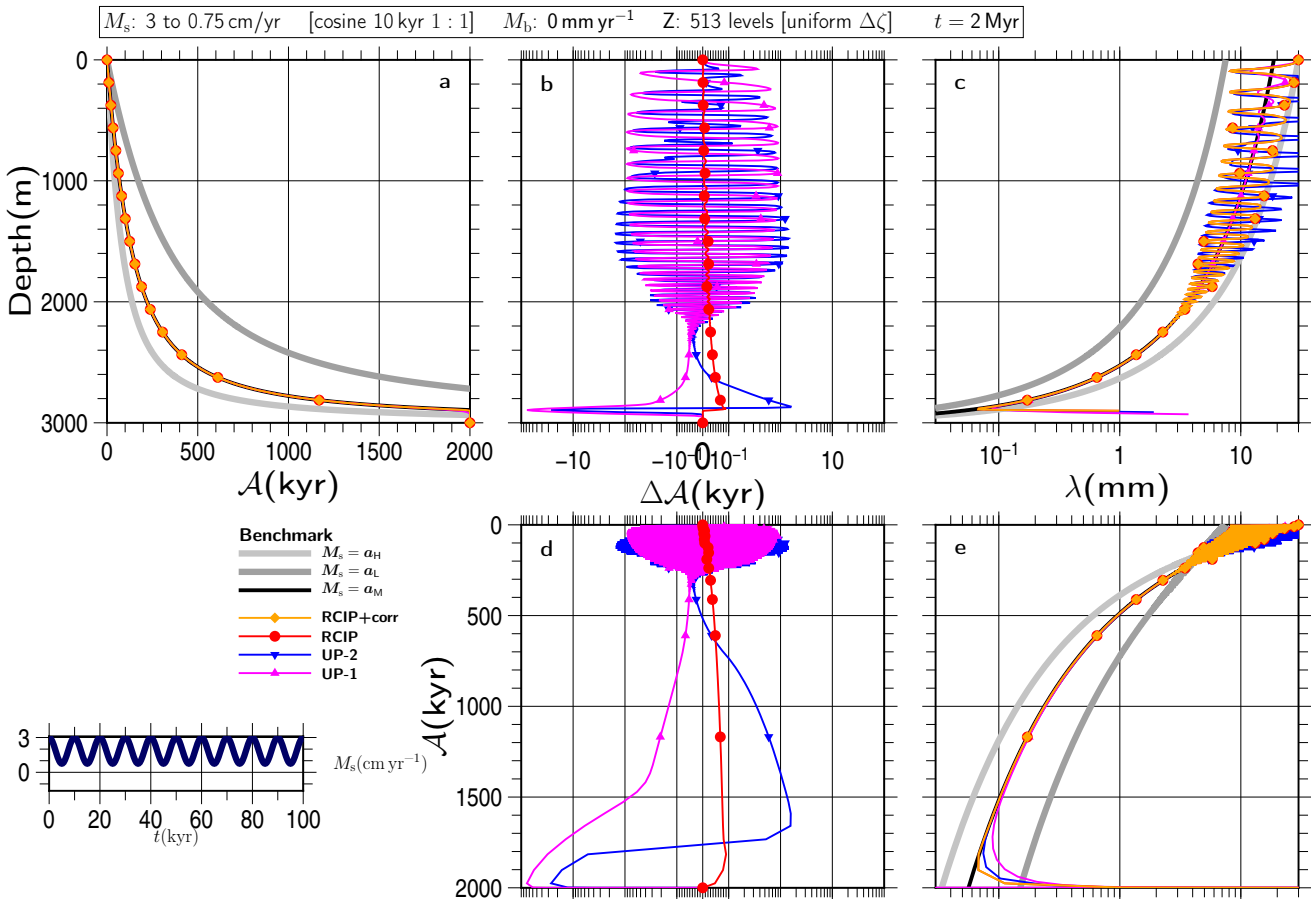 Mₛ: 3 to 0.75 cm/yr [cosine 10 kyr 1 : 1] M_b: 0 mm yr⁻¹ Z: 513 levels [uniform Δζ] t = 2 Myr
a b c
0
1000
2000
3000
Depth(m)
0 500 1000 1500 2000
𝒜(kyr)
−10 −10⁻¹ 0 10⁻¹ 10
Δ𝒜(kyr)
10⁻¹ 1 10
λ(mm)
Benchmark
Mₛ = a_H
Mₛ = a_L
Mₛ = a_M
RCIP+corr
RCIP
UP-2
UP-1
3
0
Mₛ(cm yr⁻¹)
0 20 40 60 80 100
t(kyr)
d e
0
500
1000
1500
2000
𝒜(kyr)